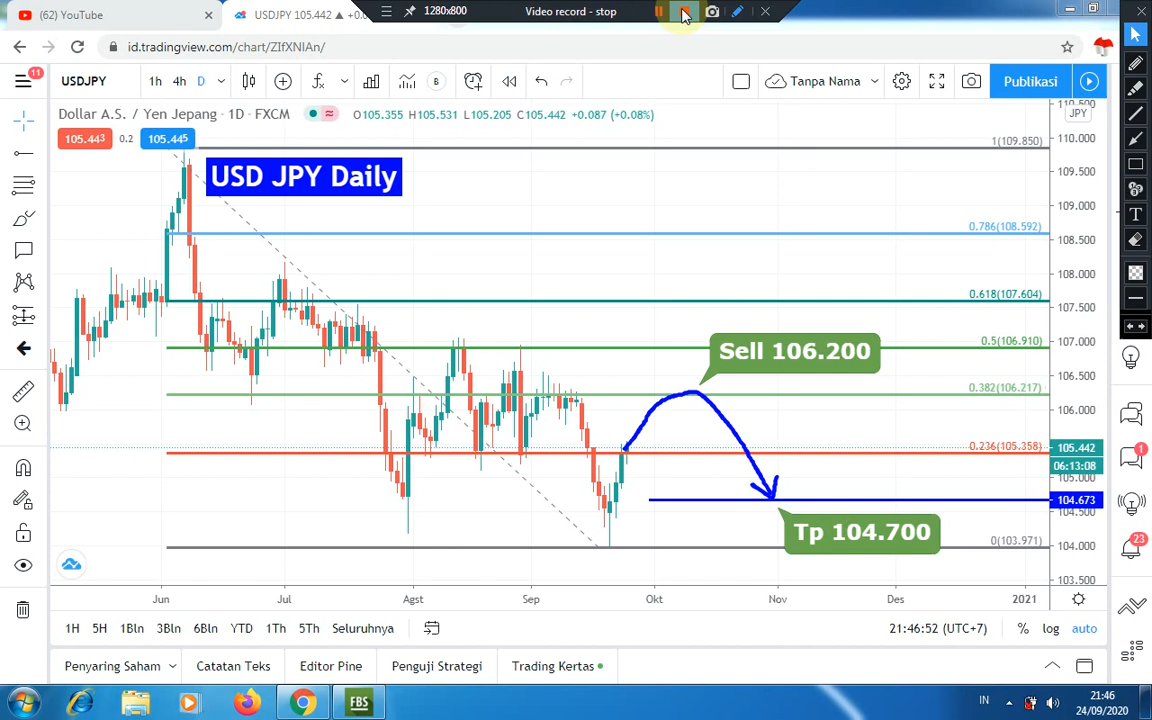 (62) YouTube
USDJPY 105.442 ▲ +0.0
1280x800
Video record - stop
id.tradingview.com/chart/ZIfXNIAn/
11
USDJPY
1h 4h D
B
Tanpa Nama
Publikasi
Dollar A.S. / Yen Jepang · 1D · FXCM
O105.355 H105.531 L105.205 C105.442 +0.087 (+0.08%)
105.443 0.2 105.445
USD JPY Daily
JPY
110.500
110.000
109.500
109.000
108.500
108.000
107.500
107.000
106.500
106.000
105.442
06:13:08
105.000
104.673
104.500
104.000
103.500
1(109.850)
0.786(108.592)
0.618(107.604)
0.5(106.910)
0.382(106.217)
0.236(105.358)
0(103.971)
Sell 106.200
Tp 104.700
T
1
23
Jun Jul Agst Sep Okt Nov Des 2021
1H 5H 1Bln 3Bln 6Bln YTD 1Th 5Th Seluruhnya
21:46:52 (UTC+7) % log auto
Penyaring Saham Catatan Teks Editor Pine Penguji Strategi Trading Kertas
FBS
IN
21:46
24/09/2020